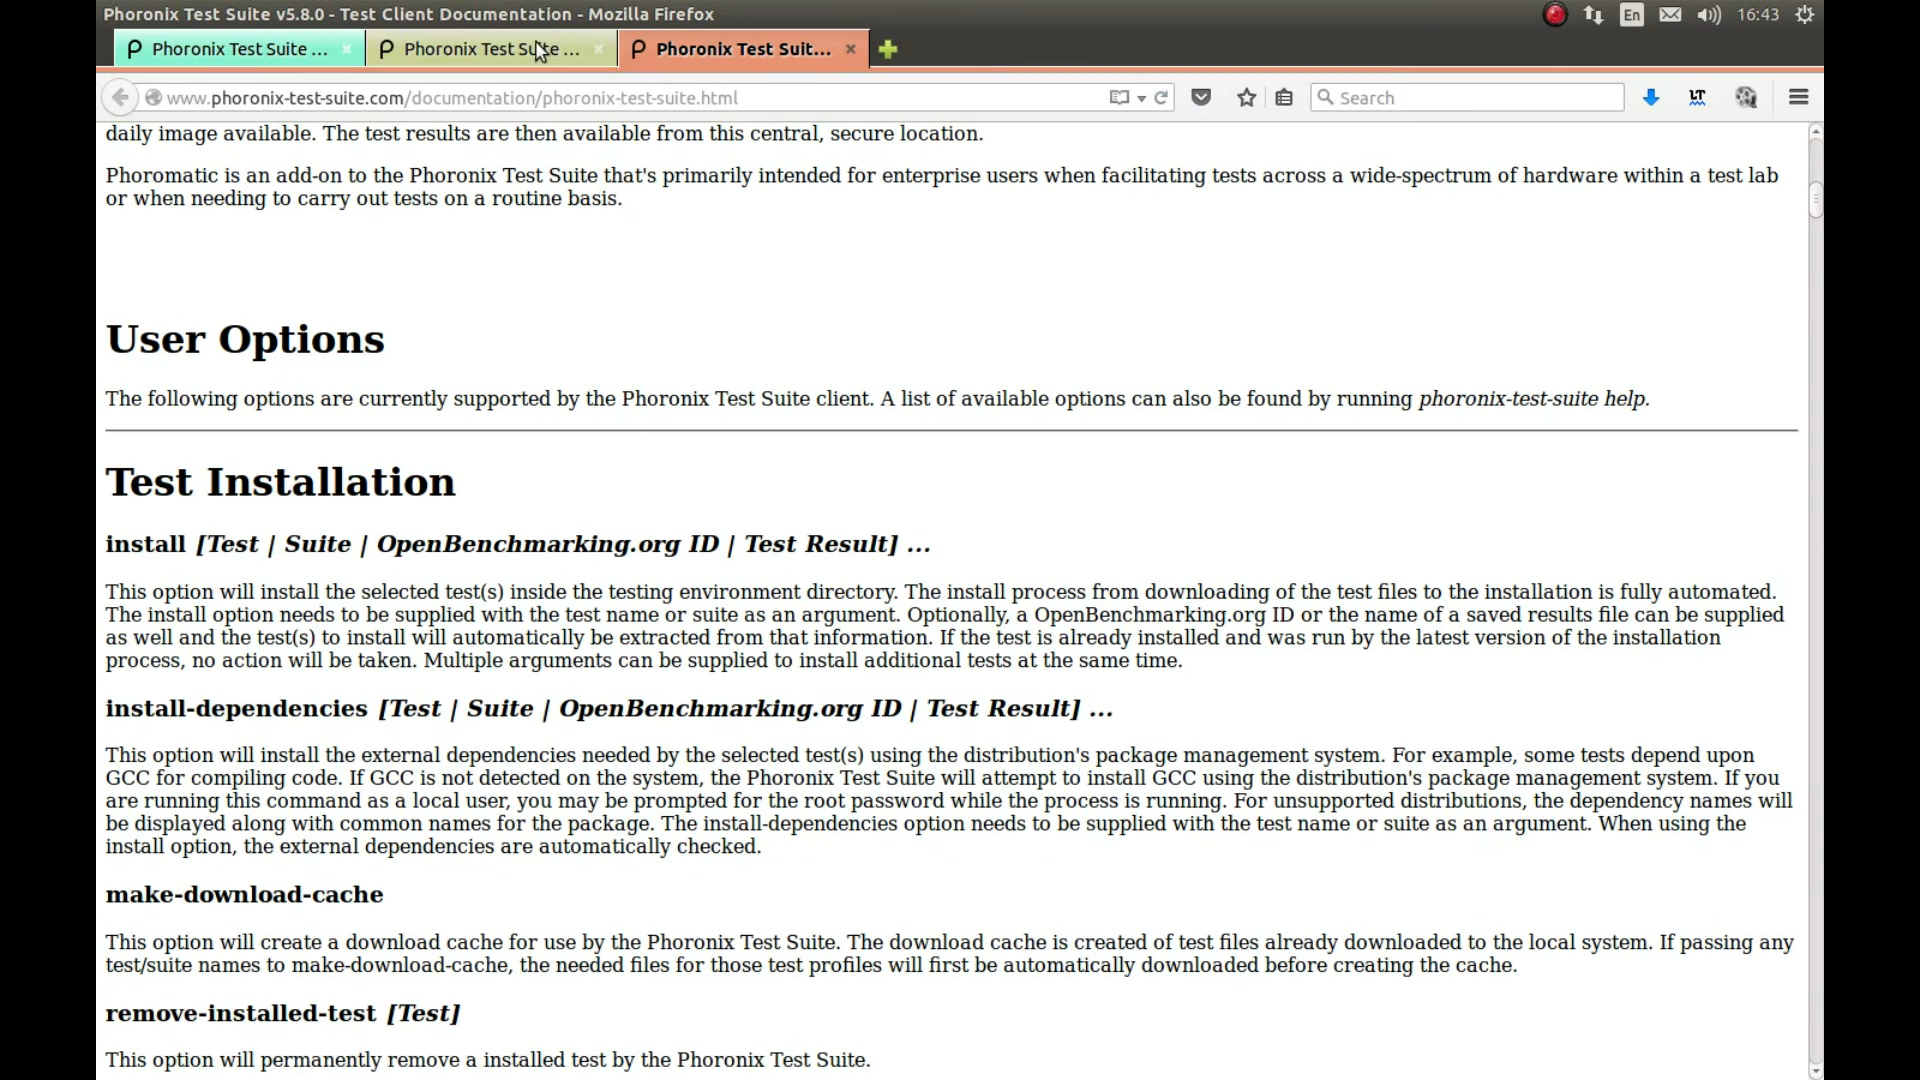 Phoronix Test Suite v5.8.0 - Test Client Documentation - Mozilla Firefox
En
16:43
Phoronix Test Suite ...
Phoronix Test Suite ...
Phoronix Test Suit...
www.phoronix-test-suite.com/documentation/phoronix-test-suite.html
Search
LT
daily image available. The test results are then available from this central, secure location.
Phoromatic is an add-on to the Phoronix Test Suite that's primarily intended for enterprise users when facilitating tests across a wide-spectrum of hardware within a test lab
or when needing to carry out tests on a routine basis.
User Options
The following options are currently supported by the Phoronix Test Suite client. A list of available options can also be found by running phoronix-test-suite help.
Test Installation
install [Test | Suite | OpenBenchmarking.org ID | Test Result] ...
This option will install the selected test(s) inside the testing environment directory. The install process from downloading of the test files to the installation is fully automated.
The install option needs to be supplied with the test name or suite as an argument. Optionally, a OpenBenchmarking.org ID or the name of a saved results file can be supplied
as well and the test(s) to install will automatically be extracted from that information. If the test is already installed and was run by the latest version of the installation
process, no action will be taken. Multiple arguments can be supplied to install additional tests at the same time.
install-dependencies [Test | Suite | OpenBenchmarking.org ID | Test Result] ...
This option will install the external dependencies needed by the selected test(s) using the distribution's package management system. For example, some tests depend upon
GCC for compiling code. If GCC is not detected on the system, the Phoronix Test Suite will attempt to install GCC using the distribution's package management system. If you
are running this command as a local user, you may be prompted for the root password while the process is running. For unsupported distributions, the dependency names will
be displayed along with common names for the package. The install-dependencies option needs to be supplied with the test name or suite as an argument. When using the
install option, the external dependencies are automatically checked.
make-download-cache
This option will create a download cache for use by the Phoronix Test Suite. The download cache is created of test files already downloaded to the local system. If passing any
test/suite names to make-download-cache, the needed files for those test profiles will first be automatically downloaded before creating the cache.
remove-installed-test [Test]
This option will permanently remove a installed test by the Phoronix Test Suite.